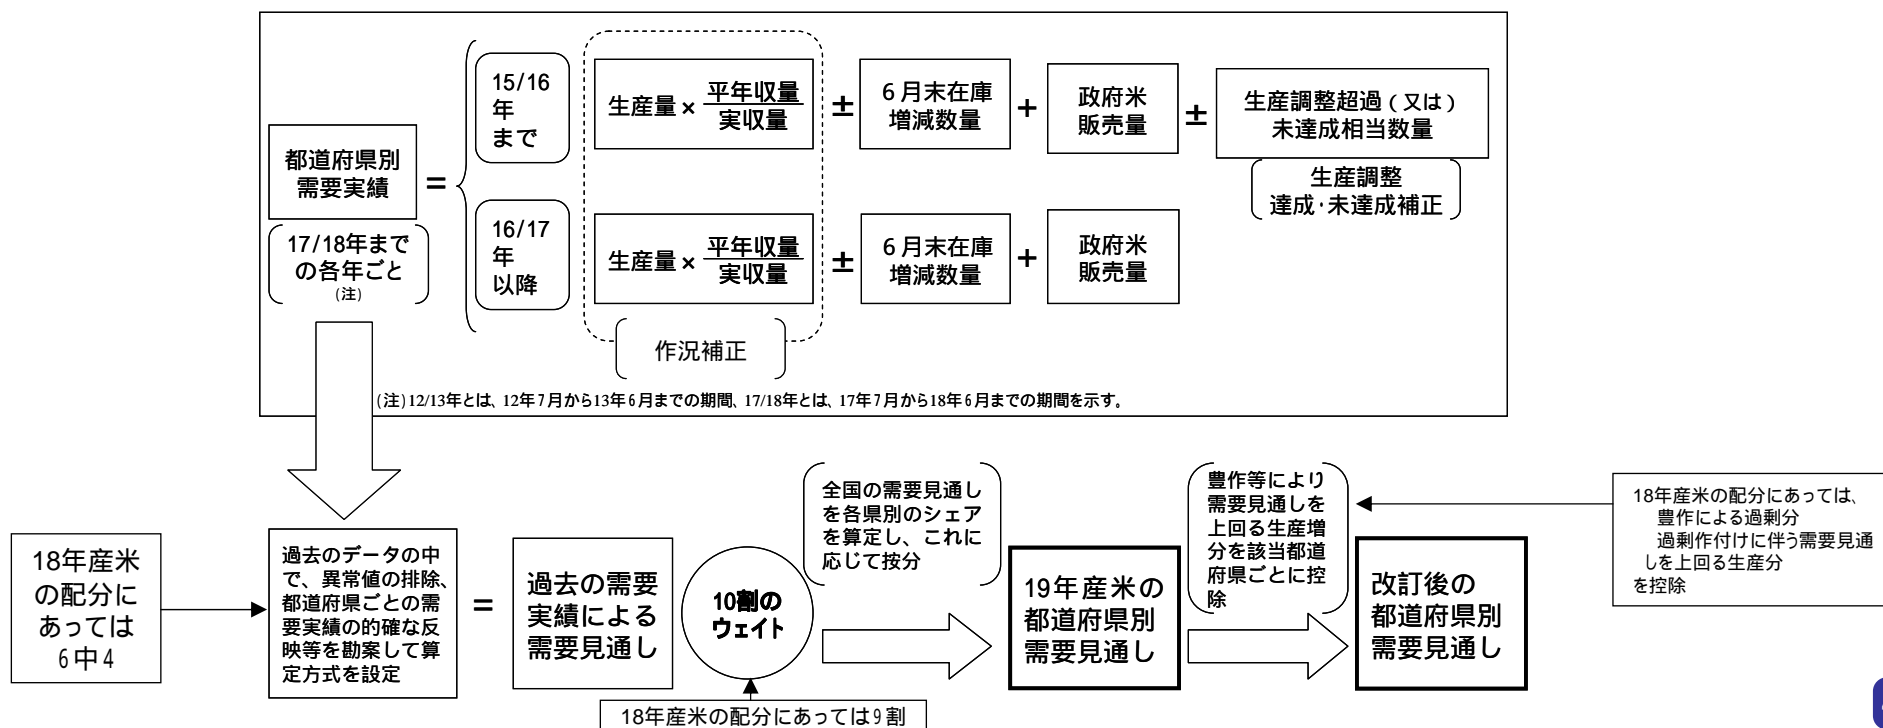 都道府県別
需要実績
17/18年まで
の各年ごと
(注)
=
15/16
年
まで
生産量×平年収量
実収量
±
6月末在庫
増減数量
+
政府米
販売量
±
生産調整超過(又は)
未達成相当数量
生産調整
達成・未達成補正
16/17
年
以降
生産量×平年収量
実収量
±
6月末在庫
増減数量
+
政府米
販売量
作況補正
(注)12/13年とは、12年7月から13年6月までの期間、17/18年とは、17年7月から18年6月までの期間を示す。
18年産米
の配分に
あっては
6中4
過去のデータの中
で、異常値の排除、
都道府県ごとの需
要実績の的確な反
映等を勘案して算
定方式を設定
=
過去の需要
実績による
需要見通し
10割の
ウェイト
18年産米の配分にあっては9割
全国の需要見通し
を各県別のシェア
を算定し、これに
応じて按分
19年産米の
都道府県別
需要見通し
豊作等により
需要見通しを
上回る生産増
分を該当都道
府県ごとに控
除
改訂後の
都道府県別
需要見通し
18年産米の配分にあっては、
豊作による過剰分
過剰作付けに伴う需要見通
しを上回る生産分
を控除